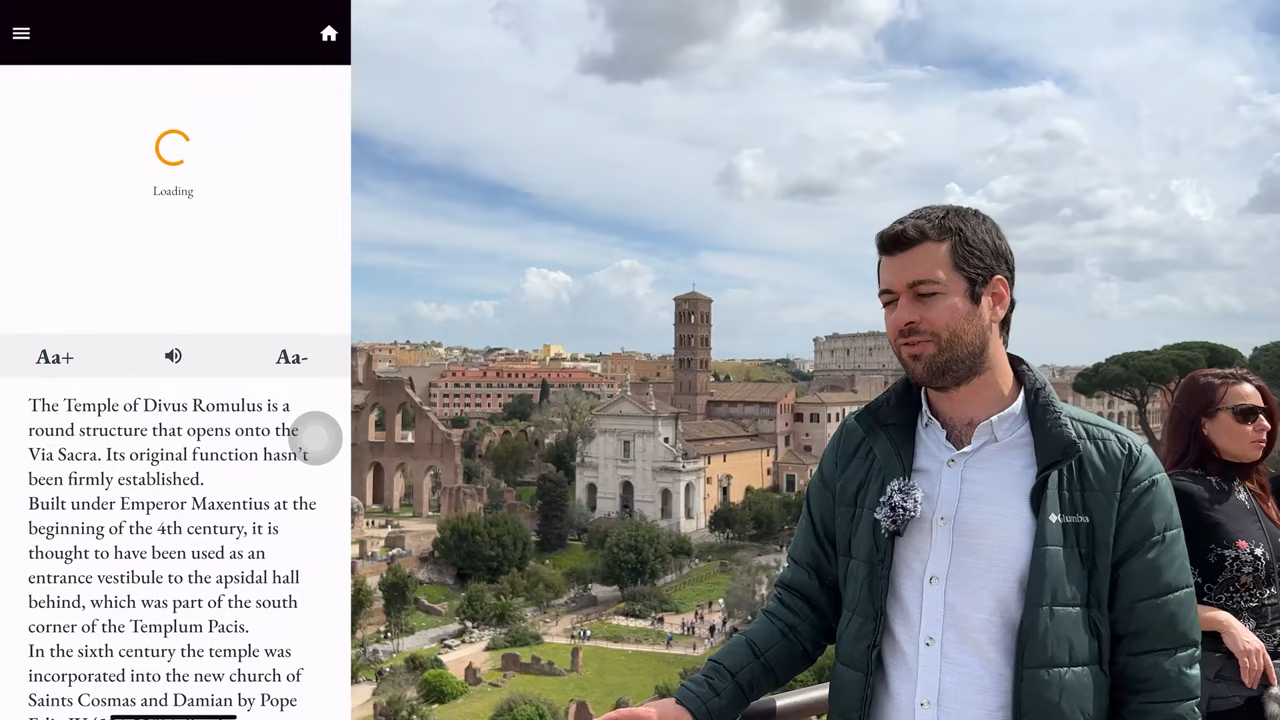 Loading
Aa+ Aa-
The Temple of Divus Romulus is a
round structure that opens onto the
Via Sacra. Its original function hasn't
been firmly established.
Built under Emperor Maxentius at the
beginning of the 4th century, it is
thought to have been used as an
entrance vestibule to the apsidal hall
behind, which was part of the south
corner of the Templum Pacis.
In the sixth century the temple was
incorporated into the new church of
Saints Cosmas and Damian by Pope
Columbia